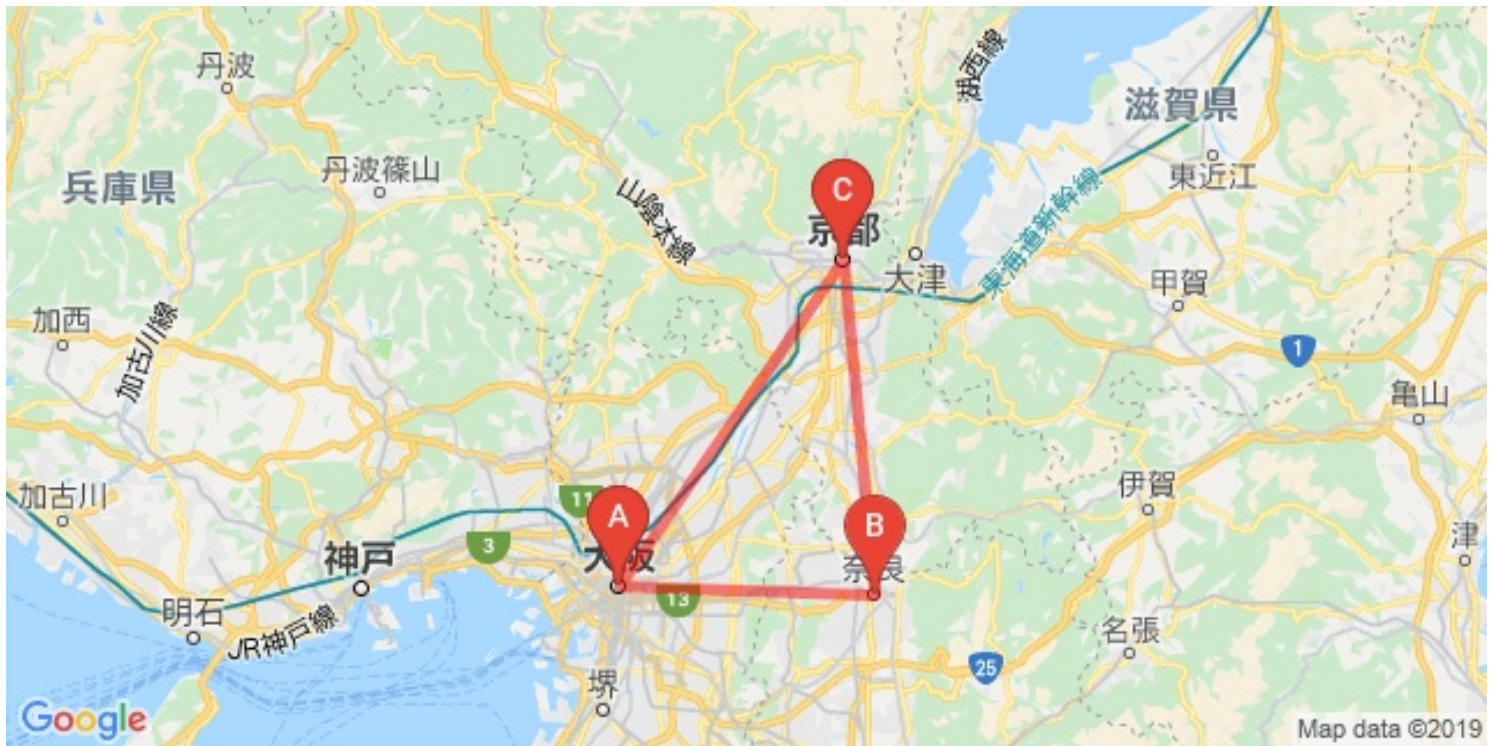 丹波
湖西線
滋賀県
東近江
丹波篠山
兵庫県
山陰本線
C
京都
東海道新幹線
大津
甲賀
加西
加古川線
1
亀山
加古川
11
A
B
伊賀
3
神戸
大阪
奈良
津
13
明石
JR神戸線
名張
25
堺
Google
Map data ©2019